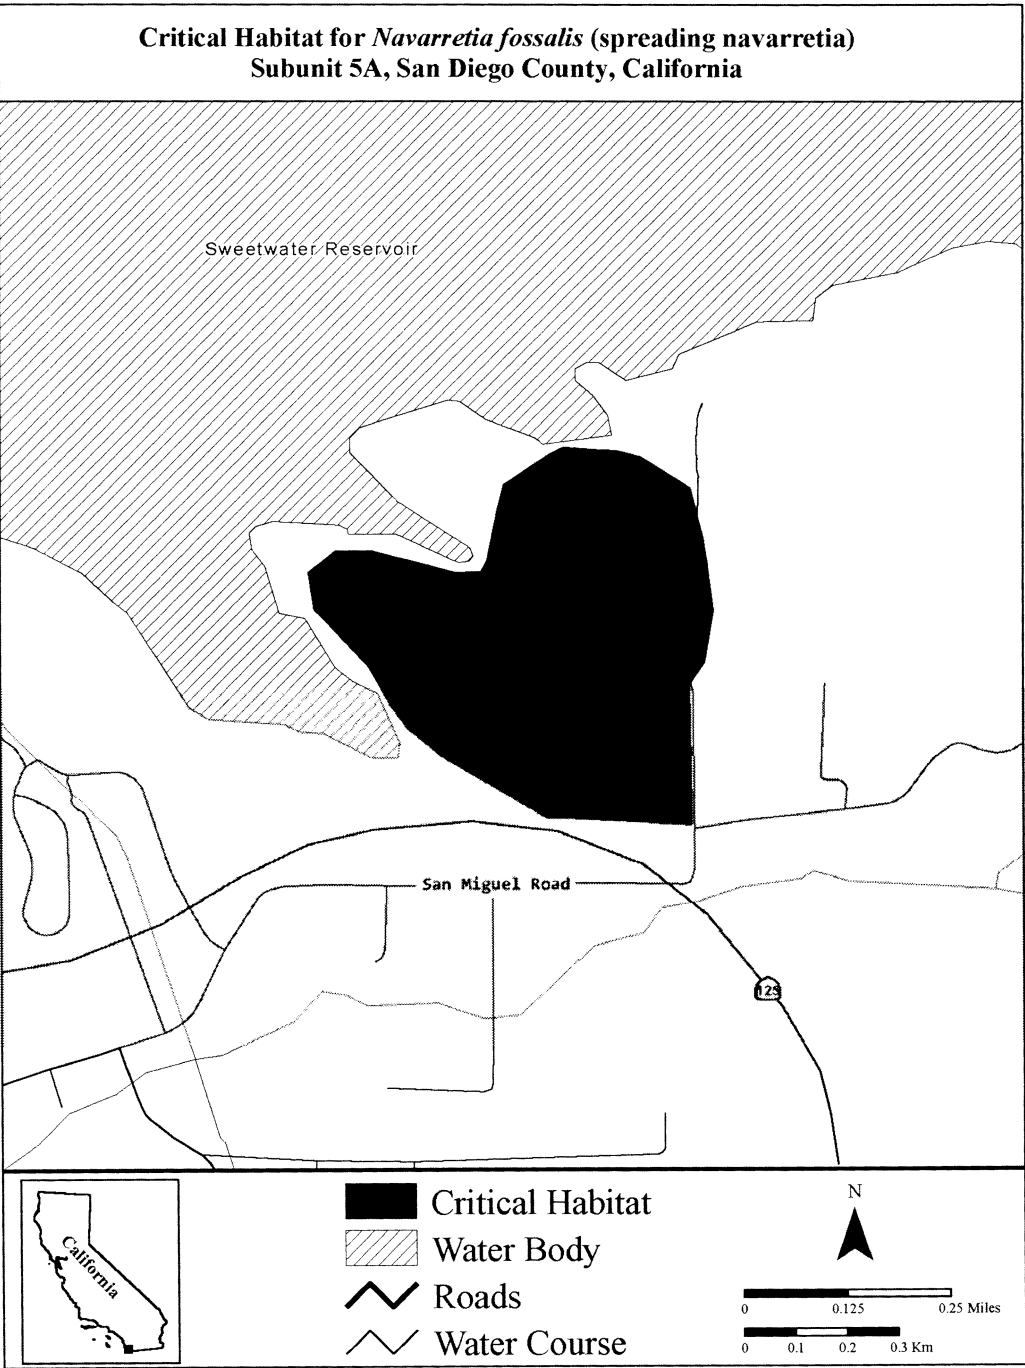 Critical Habitat for Navarretia fossalis (spreading navarretia)
Subunit 5A, San Diego County, California
Sweetwater Reservoir
San Miguel Road
125
California
Critical Habitat
Water Body
Roads
Water Course
N
0 0.125 0.25 Miles
0 0.1 0.2 0.3 Km